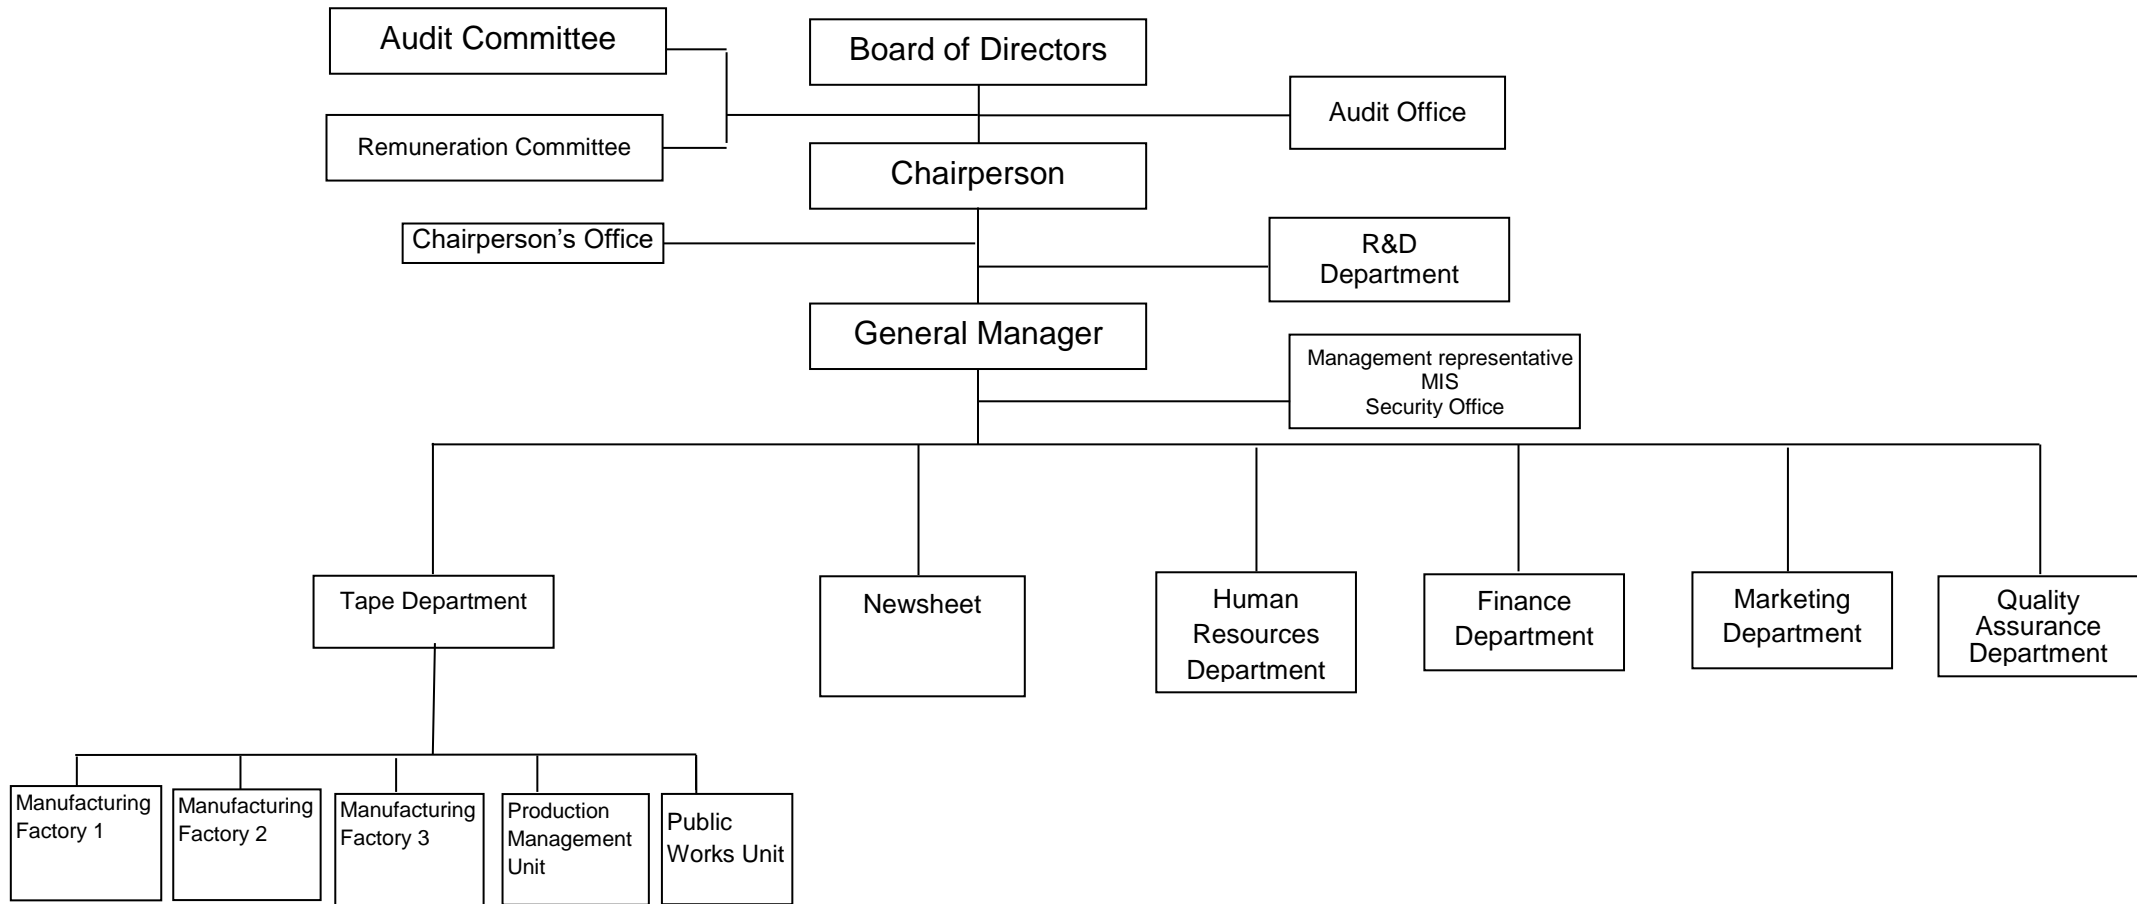 Audit Committee
Board of Directors
Audit Office
Remuneration Committee
Chairperson
Chairperson’s Office
R&D
Department
General Manager
Management representative
MIS
Security Office
Tape Department
Newsheet
Human
Resources
Department
Finance
Department
Marketing
Department
Quality
Assurance
Department
Manufacturing
Factory 1
Manufacturing
Factory 2
Manufacturing
Factory 3
Production
Management
Unit
Public
Works Unit